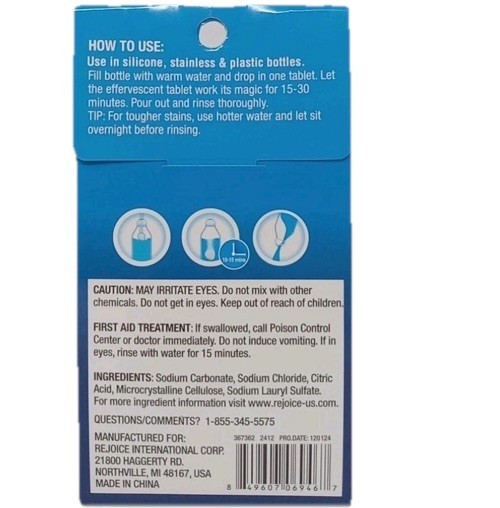 HOW TO USE:
Use in silicone, stainless & plastic bottles.
Fill bottle with warm water and drop in one tablet. Let
the effervescent tablet work its magic for 15-30
minutes. Pour out and rinse thoroughly.
TIP: For tougher stains, use hotter water and let sit
overnight before rinsing.
10-15 mins
CAUTION: MAY IRRITATE EYES. Do not mix with other
chemicals. Do not get in eyes. Keep out of reach of children.
FIRST AID TREATMENT: If swallowed, call Poison Control
Center or doctor immediately. Do not induce vomiting. If in
eyes, rinse with water for 15 minutes.
INGREDIENTS: Sodium Carbonate, Sodium Chloride, Citric
Acid, Microcrystalline Cellulose, Sodium Lauryl Sulfate.
For more ingredient information visit www.rejoice-us.com.
QUESTIONS/COMMENTS? 1-855-345-5575
MANUFACTURED FOR:
REJOICE INTERNATIONAL CORP.
21800 HAGGERTY RD.
NORTHVILLE, MI 48167, USA
MADE IN CHINA
367362 2412 PRO.DATE: 120124
8 49607 06946 7